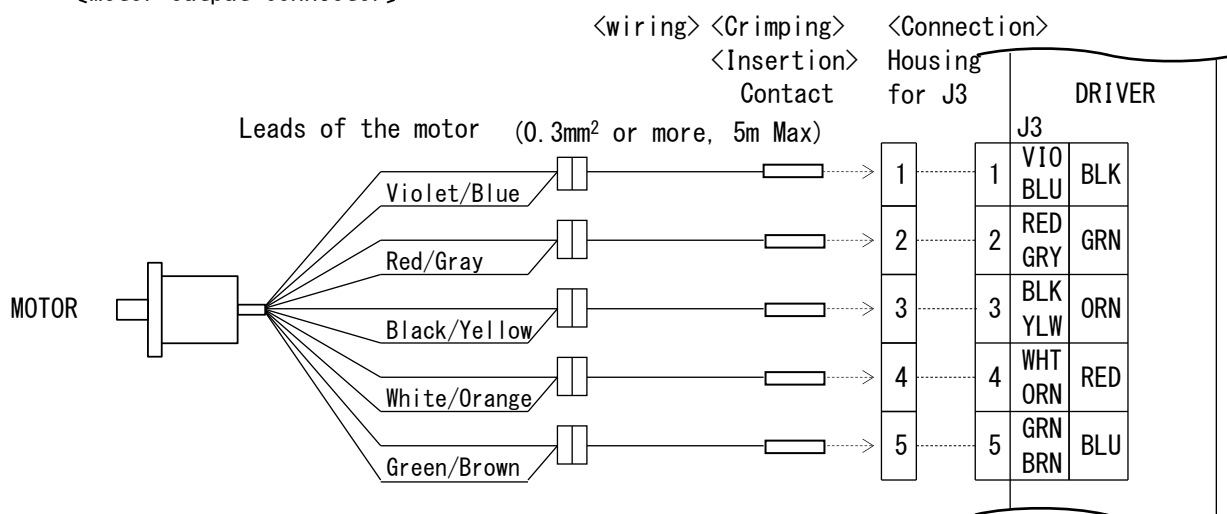 <wiring> <Crimping> <Connection>
<Insertion> Housing
Contact for J3 DRIVER
Leads of the motor (0.3mm² or more, 5m Max) J3
Violet/Blue 1 1 VIO BLU BLK
Red/Gray 2 2 RED GRY GRN
MOTOR Black/Yellow 3 3 BLK YLW ORN
White/Orange 4 4 WHT ORN RED
Green/Brown 5 5 GRN BRN BLU